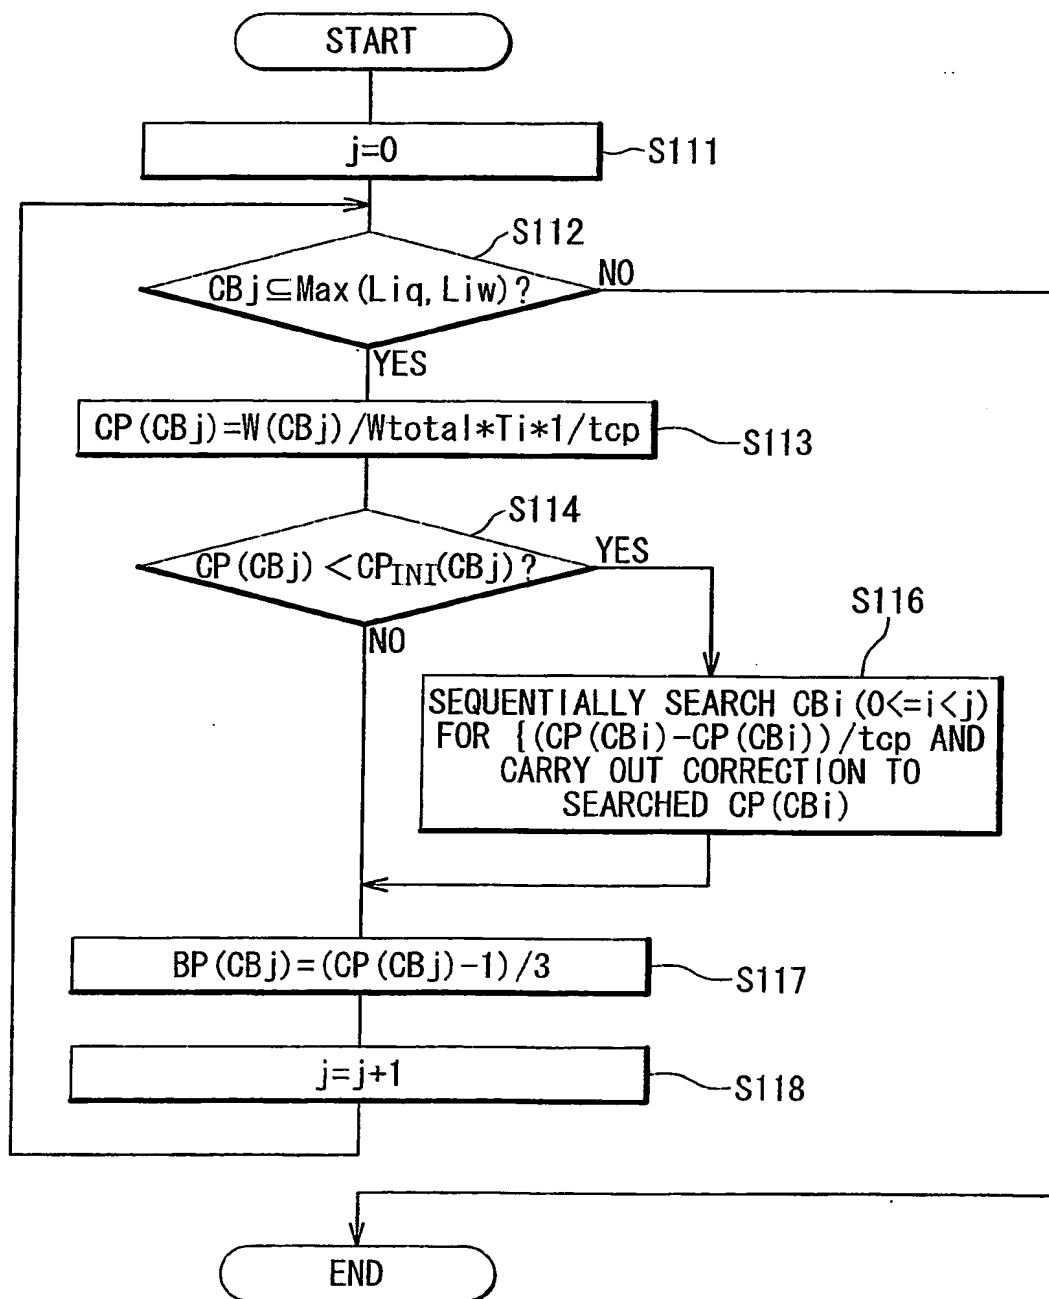 START
j=0
S111
S112
CBj≦Max(Liq, Liw)?
NO
YES
CP(CBj)=W(CBj)/Wtotal*Ti*1/tcp
S113
S114
CP(CBj)<CPINI(CBj)?
YES
NO
S116
SEQUENTIALLY SEARCH CBi(0<=i<j)
FOR {(CP(CBi)-CP(CBi))/tcp AND
CARRY OUT CORRECTION TO
SEARCHED CP(CBi)
BP(CBj)=(CP(CBj)-1)/3
S117
j=j+1
S118
END